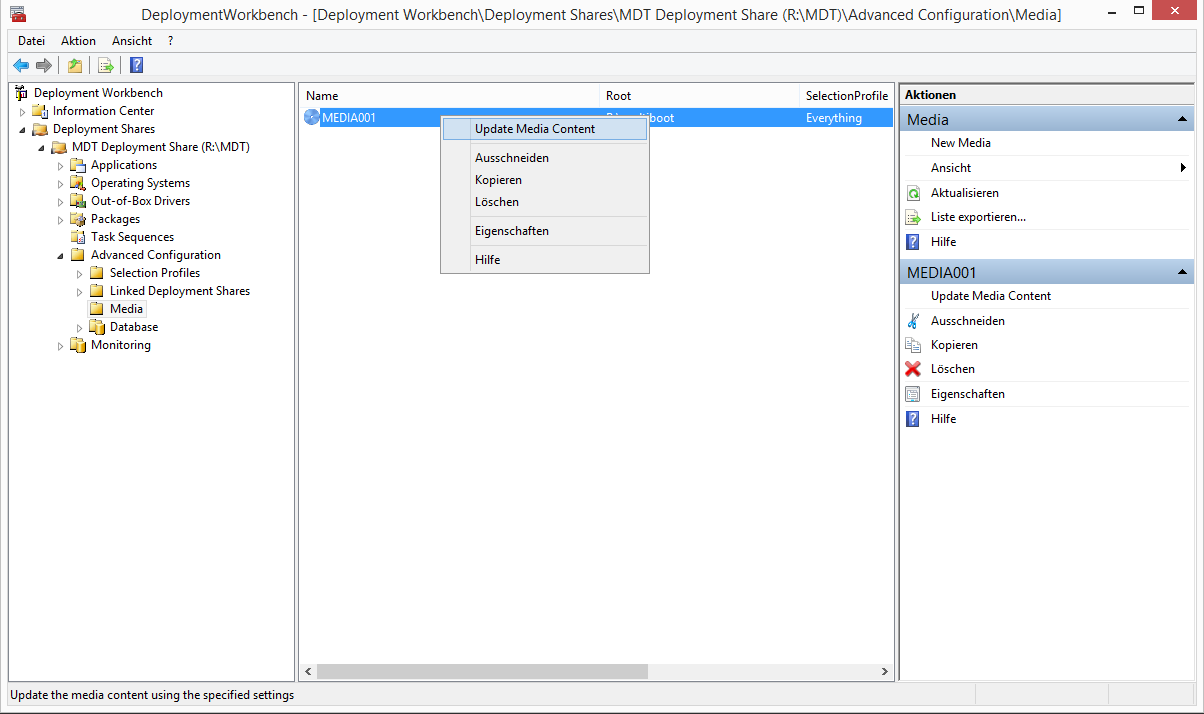 DeploymentWorkbench - [Deployment Workbench\Deployment Shares\MDT Deployment Share (R:\MDT)\Advanced Configuration\Media]
Datei Aktion Ansicht ?
Deployment Workbench
Information Center
Deployment Shares
MDT Deployment Share (R:\MDT)
Applications
Operating Systems
Out-of-Box Drivers
Packages
Task Sequences
Advanced Configuration
Selection Profiles
Linked Deployment Shares
Media
Database
Monitoring
Name Root SelectionProfile
MEDIA001 Everything
Update Media Content
Ausschneiden
Kopieren
Löschen
Eigenschaften
Hilfe
Aktionen
Media
New Media
Ansicht
Aktualisieren
Liste exportieren...
Hilfe
MEDIA001
Update Media Content
Ausschneiden
Kopieren
Löschen
Eigenschaften
Hilfe
Update the media content using the specified settings